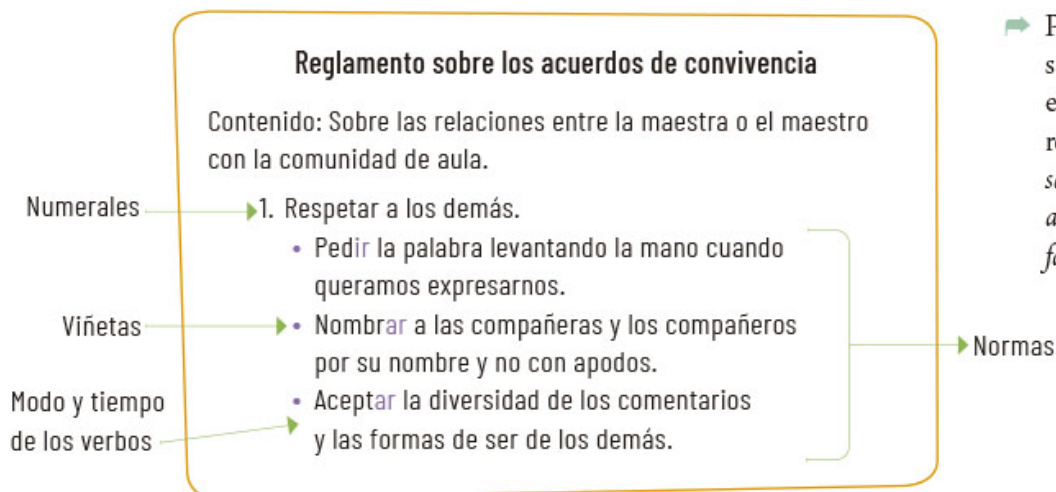 Reglamento sobre los acuerdos de convivencia
Contenido: Sobre las relaciones entre la maestra o el maestro
con la comunidad de aula.
Numerales
1. Respetar a los demás.
• Pedir la palabra levantando la mano cuando
queramos expresarnos.
Viñetas
• Nombrar a las compañeras y los compañeros
por su nombre y no con apodos.
Modo y tiempo
de los verbos
• Aceptar la diversidad de los comentarios
y las formas de ser de los demás.
Normas